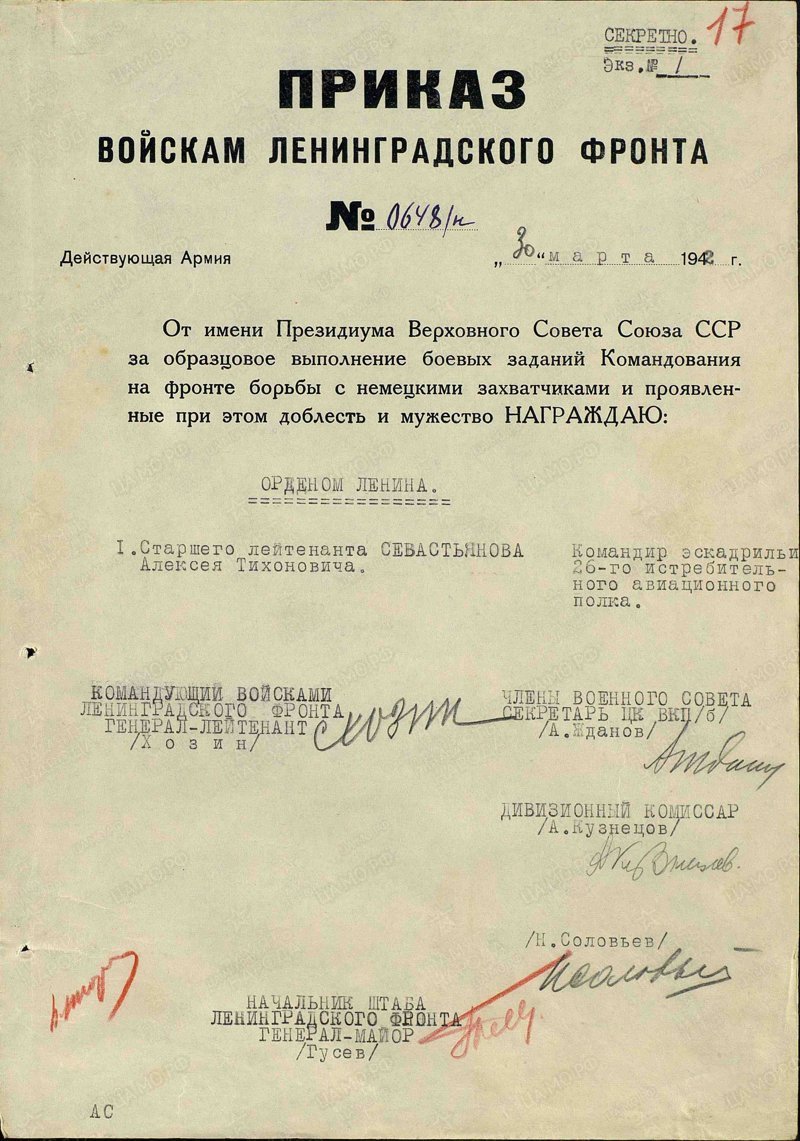 17
СЕКРЕТНО.
Экз.№ 1
ПРИКАЗ
ВОЙСКАМ ЛЕНИНГРАДСКОГО ФРОНТА
№ 0648/н
Действующая Армия „30“ марта 1942 г.
От имени Президиума Верховного Совета Союза ССР
за образцовое выполнение боевых заданий Командования
на фронте борьбы с немецкими захватчиками и проявлен-
ные при этом доблесть и мужество НАГРАЖДАЮ:
ОРДЕНОМ ЛЕНИНА.
I.Старшего лейтенанта СЕВАСТЬЯНОВА
Алексея Тихоновича.
Командир эскадрильи
26-го истребитель-
ного авиационного
полка.
КОМАНДУЮЩИЙ ВОЙСКАМИ
ЛЕНИНГРАДСКОГО ФРОНТА
ГЕНЕРАЛ-ЛЕЙТЕНАНТ
/Х о з и н/
Хозин
ЧЛЕНЫ ВОЕННОГО СОВЕТА
СЕКРЕТАРЬ ЦК ВКП/б/
/А.Жданов/
ДИВИЗИОННЫЙ КОМИССАР
/А.Кузнецов/
/Н.Соловьев/
НАЧАЛЬНИК ШТАБА
ЛЕНИНГРАДСКОГО ФРОНТА
ГЕНЕРАЛ-МАЙОР
/Гусев/
АС